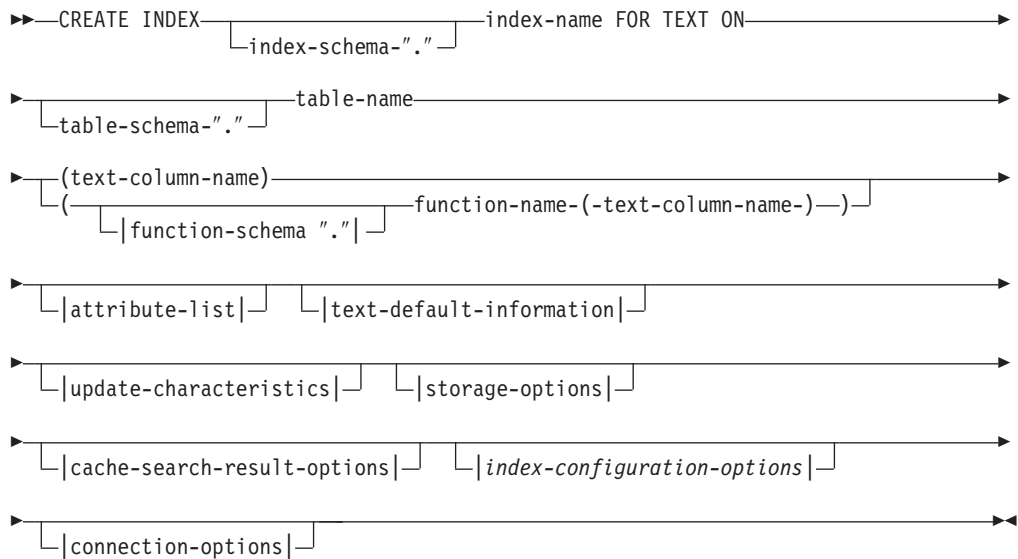 CREATE INDEX index-name FOR TEXT ON
index-schema-"."
table-name
table-schema-"."
(text-column-name)
( function-name-(-text-column-name-) )
|function-schema "."|
|attribute-list| |text-default-information|
|update-characteristics| |storage-options|
|cache-search-result-options| |index-configuration-options|
|connection-options|